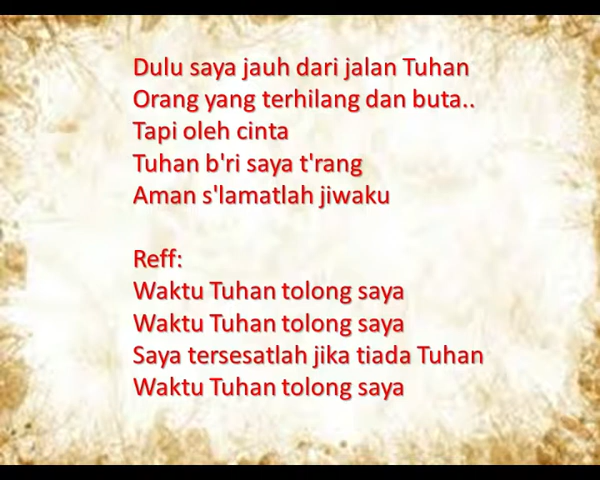 Dulu saya jauh dari jalan Tuhan
Orang yang terhilang dan buta..
Tapi oleh cinta
Tuhan b'ri saya t'rang
Aman s'lamatlah jiwaku
Reff:
Waktu Tuhan tolong saya
Waktu Tuhan tolong saya
Saya tersesatlah jika tiada Tuhan
Waktu Tuhan tolong saya